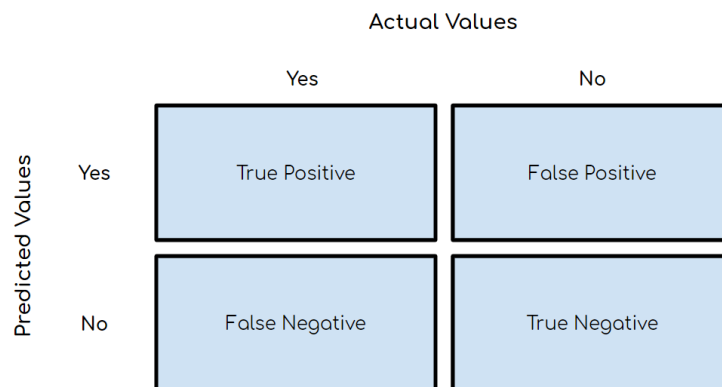 Actual Values
Yes No
Predicted Values
Yes True Positive False Positive
No False Negative True Negative